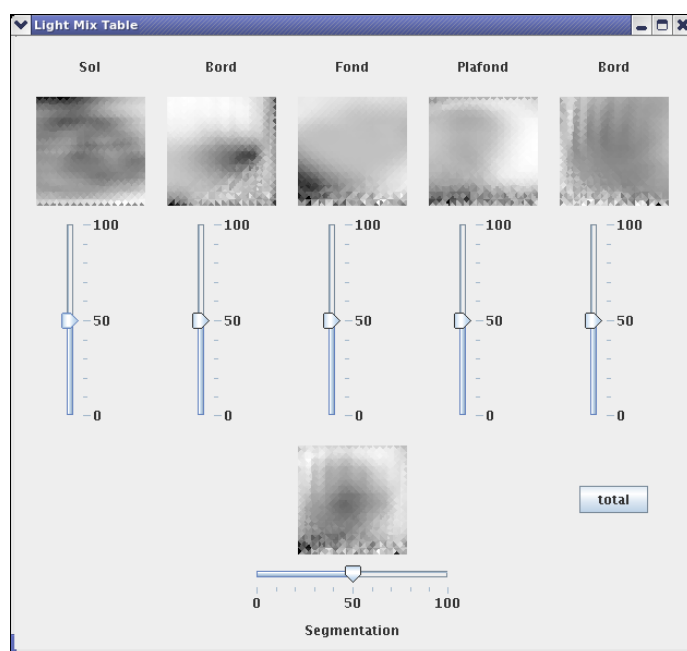 Light Mix Table
Sol Bord Fond Plafond Bord
100 100 100 100 100
50 50 50 50 50
0 0 0 0 0
total
0 50 100
Segmentation